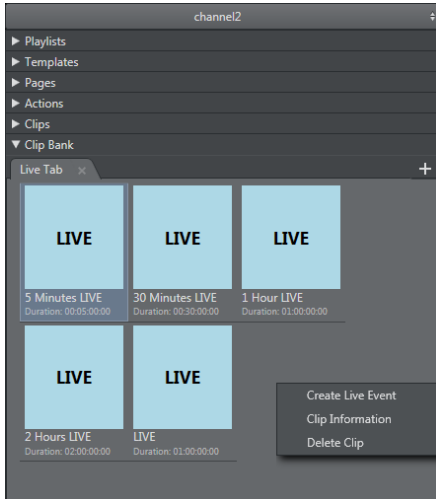 channel2
Playlists
Templates
Pages
Actions
Clips
Clip Bank
Live Tab
LIVE LIVE LIVE
5 Minutes LIVE 30 Minutes LIVE 1 Hour LIVE
Duration: 00:05:00:00 Duration: 00:30:00:00 Duration: 01:00:00:00
LIVE LIVE
2 Hours LIVE LIVE
Duration: 02:00:00:00 Duration: 01:00:00:00
Create Live Event
Clip Information
Delete Clip